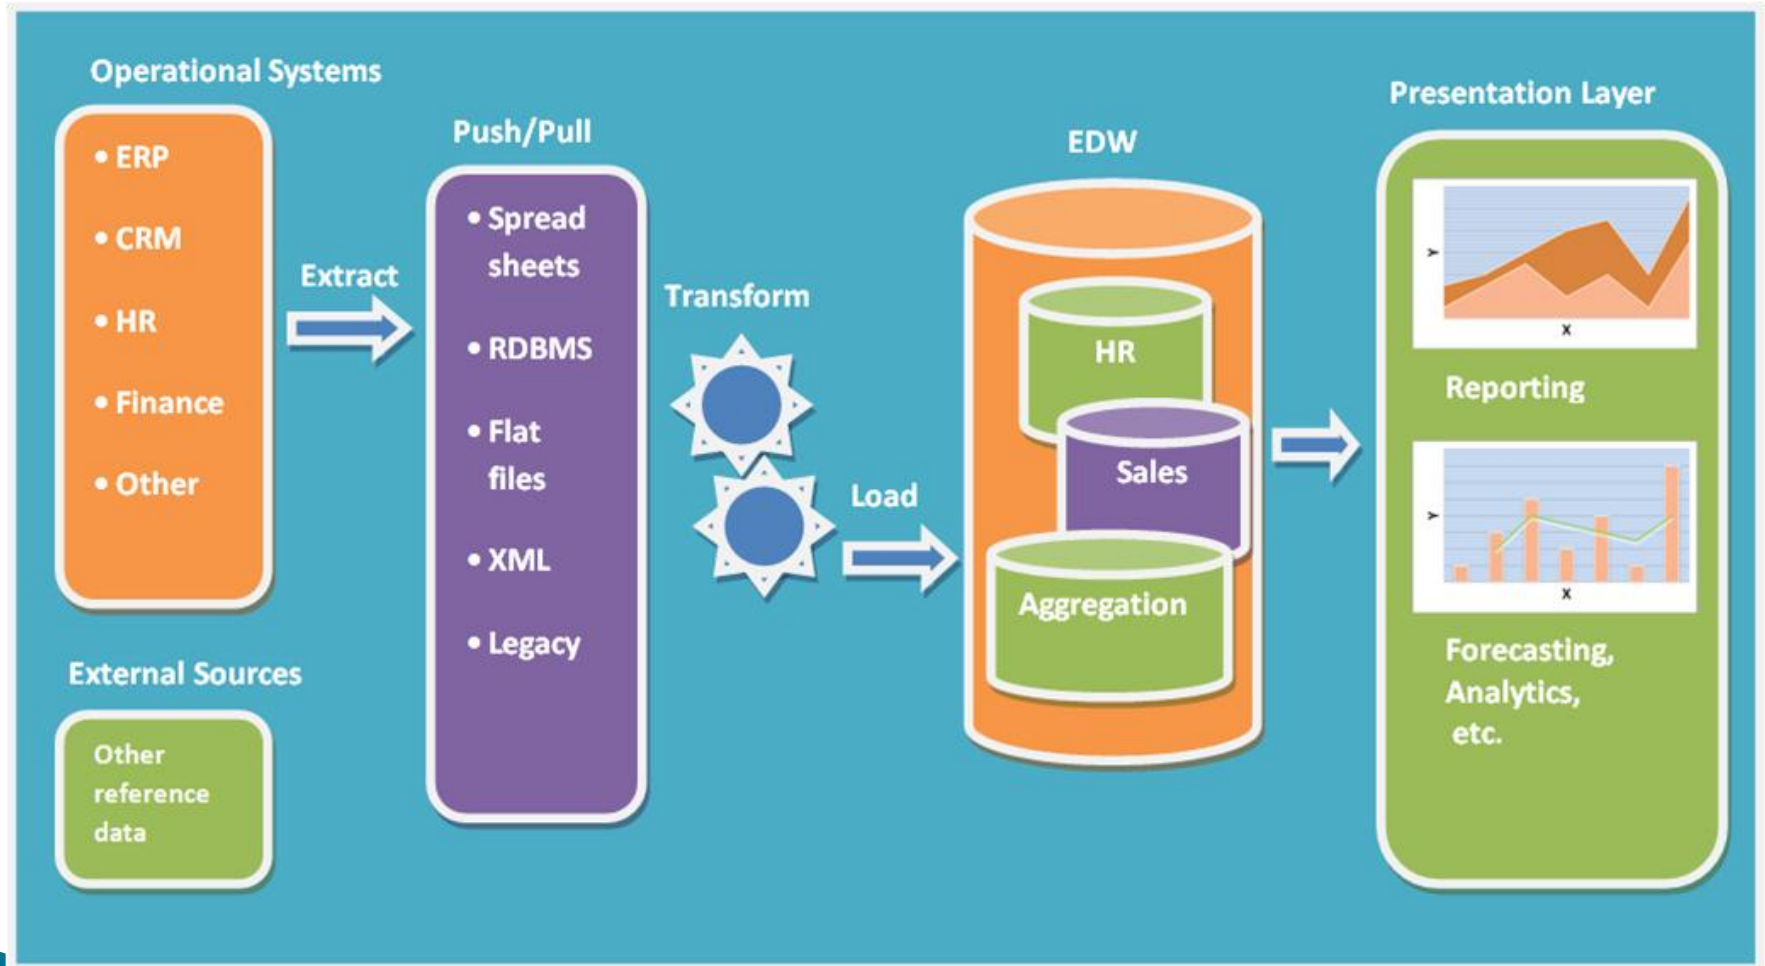 Operational Systems
• ERP
• CRM
• HR
• Finance
• Other
External Sources
Other
reference
data
Extract
Push/Pull
• Spread
sheets
• RDBMS
• Flat
files
• XML
• Legacy
Transform
Load
EDW
HR
Sales
Aggregation
Presentation Layer
Y
X
Reporting
Y
X
Forecasting,
Analytics,
etc.